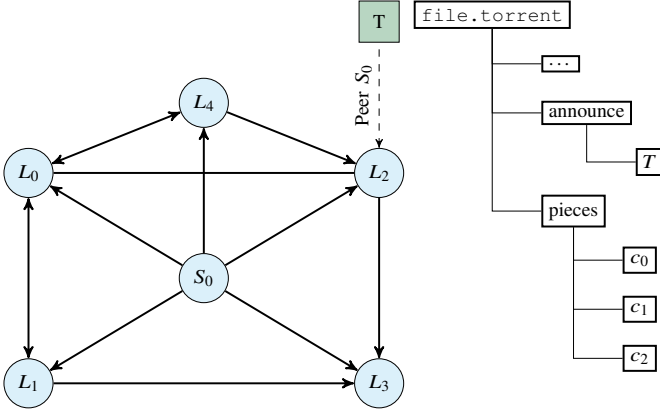 T
file.torrent
...
Peer S0
L4
announce
L0
L2
T
pieces
S0
c0
c1
c2
L1
L3